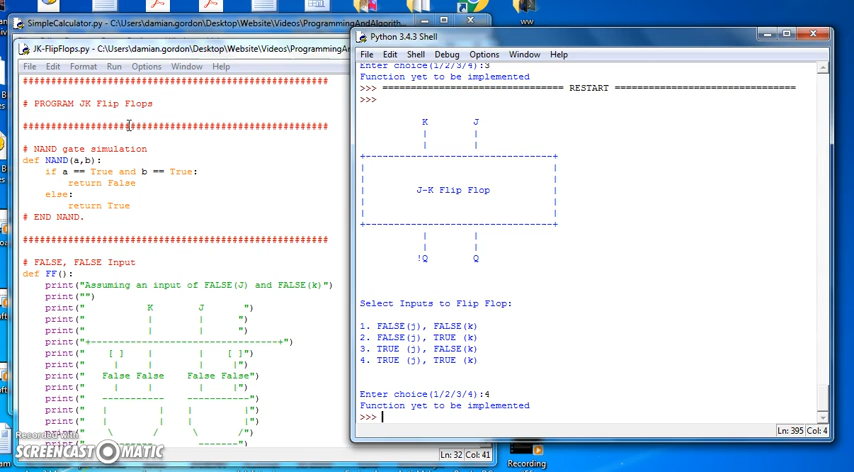 SimpleCalculator.py - C:\Users\damian.gordon\Desktop\Website\Videos\ProgrammingAndAlgorith
JK-FlipFlops.py - C:\Users\damian.gordon\Desktop\Website\Videos\ProgrammingAn
File Edit Format Run Options Window Help
#######################################################
# PROGRAM JK Flip Flops
#######################################################
# NAND gate simulation
def NAND(a,b):
if a == True and b == True:
return False
else:
return True
# END NAND.
#######################################################
# FALSE, FALSE Input
def FF():
print("Assuming an input of FALSE(J) and FALSE(k)")
print("")
print(" K J ")
print(" | | ")
print(" | | ")
print("+----------------------------------+")
print(" [ ] | | [ ]")
print(" | | | |")
print(" False False False False")
print(" | | | |")
print(" ----------- -----------")
print(" | | | |")
print(" | | | |")
print(" \ / \ /")
print( ------- -------")
Recorded with
SCREENCAST MATIC
Ln: 32 Col: 41
Python 3.4.3 Shell
File Edit Shell Debug Options Window Help
Enter choice(1/2/3/4):3
Function yet to be implemented
>>> ================================ RESTART ================================
>>>
K J
| |
| |
+----------------------------------+
| |
| |
| J-K Flip Flop |
| |
| |
+----------------------------------+
| |
| |
!Q Q
Select Inputs to Flip Flop:
1. FALSE(j), FALSE(k)
2. FALSE(j), TRUE (k)
3. TRUE (j), FALSE(k)
4. TRUE (j), TRUE (k)
Enter choice(1/2/3/4):4
Function yet to be implemented
>>>
Ln: 395 Col: 4
ww
Recording